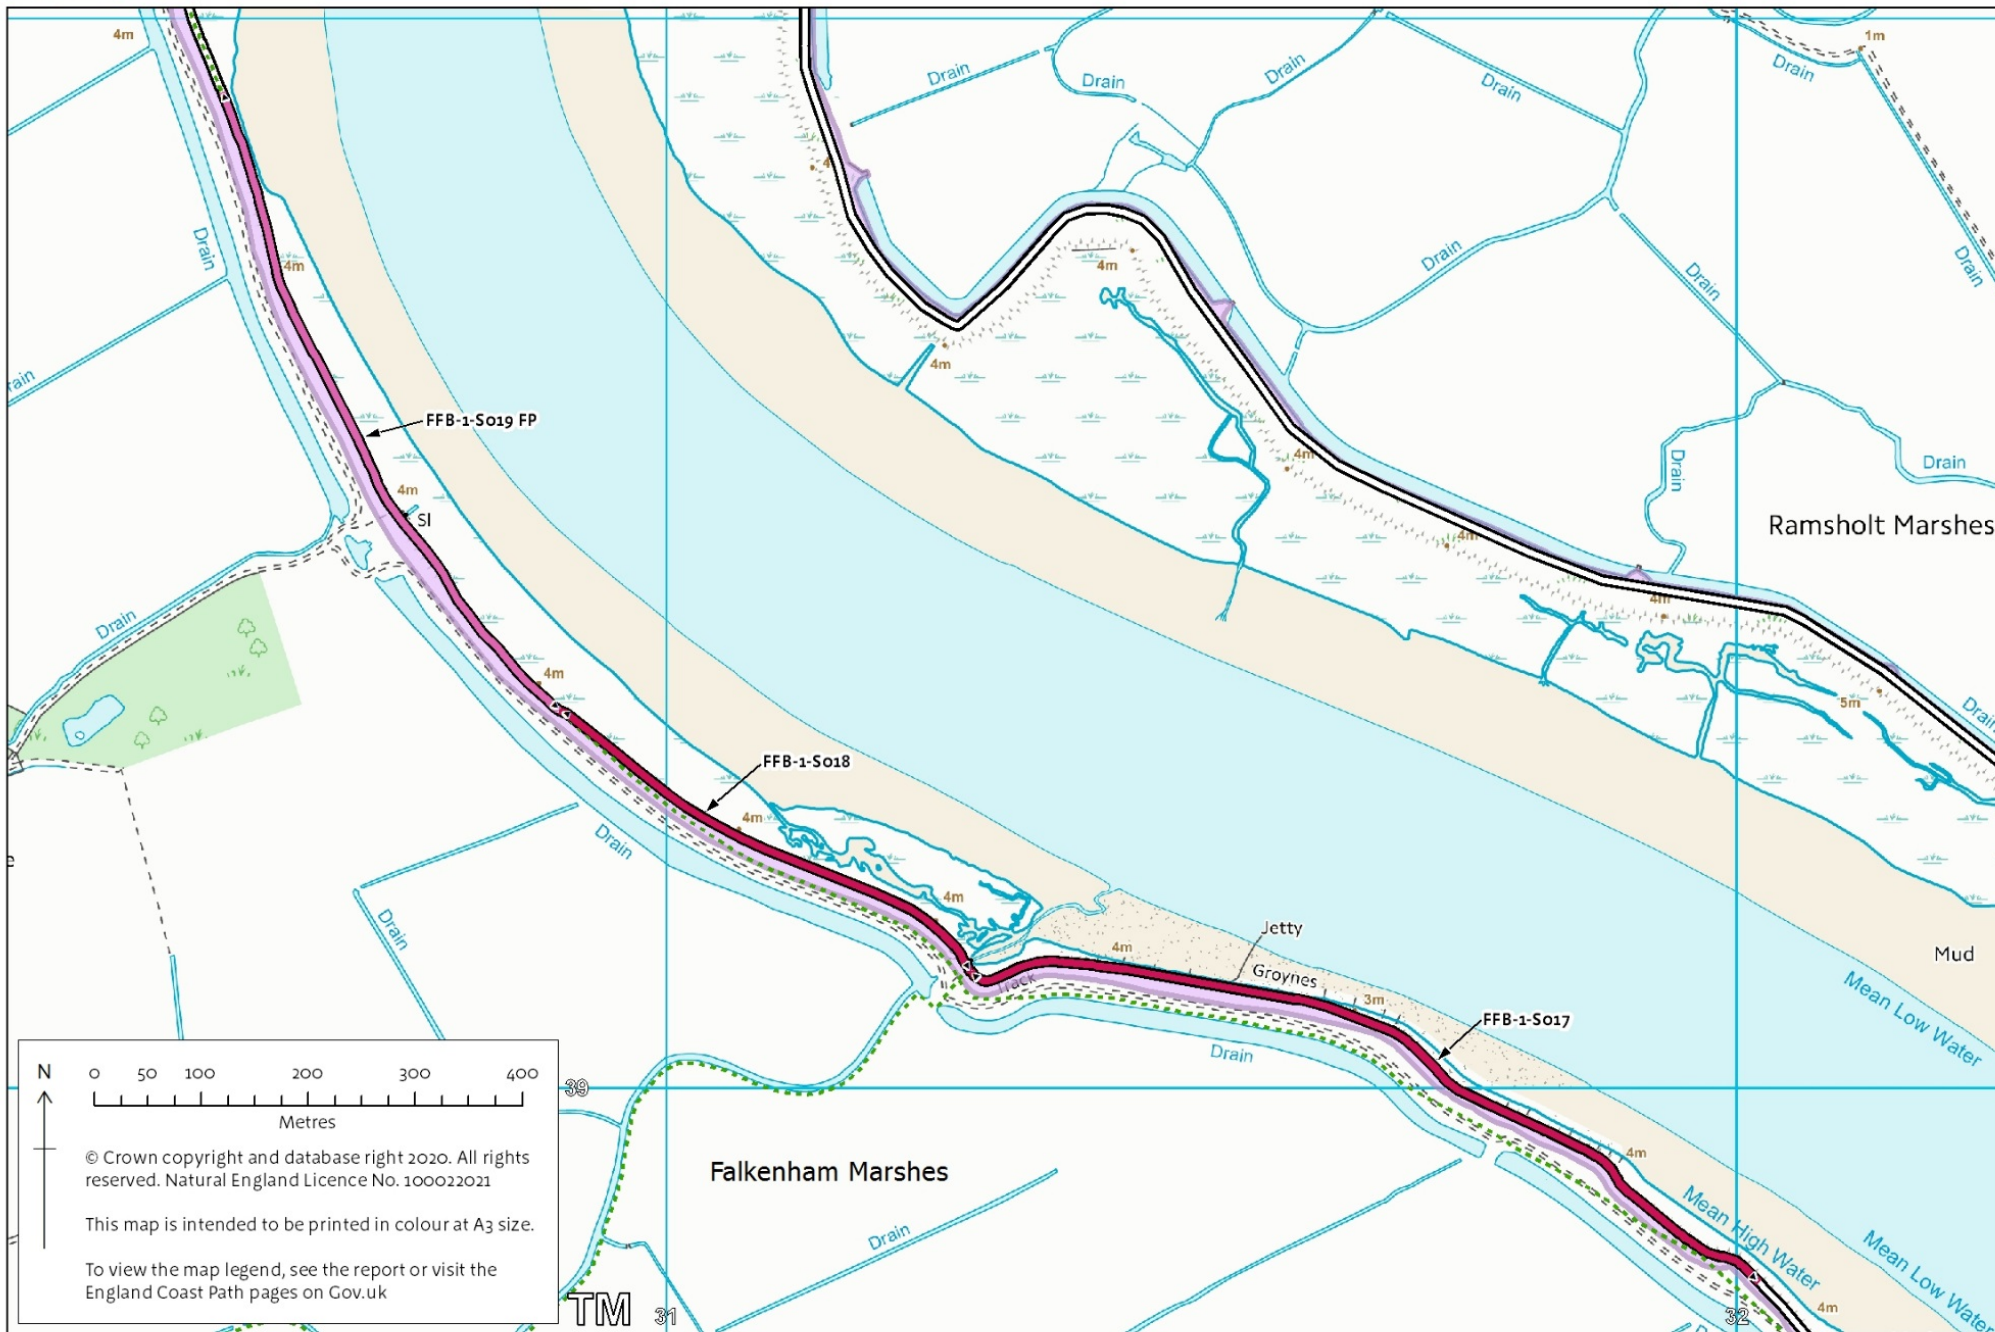 4m
Drain
Drain
Drain
Drain
1m
Drain
Drain
4m
Drain
4m
Drain
Drain
4m
4m
FFB-1-S019 FP
4m
Drain
Drain
4m
Sl
4m
Ramsholt Marshes
Drain
4m
4m
5m
Drain
FFB-1-S018
4m
Drain
4m
Drain
Jetty
4m
Groynes
Track
3m
Mud
Mean Low Water
FFB-1-S017
Drain
39
Falkenham Marshes
4m
Mean High Water
Mean Low Water
Drain
4m
TM
31
32
N
0 50 100 200 300 400
Metres
© Crown copyright and database right 2020. All rights
reserved. Natural England Licence No. 100022021
This map is intended to be printed in colour at A3 size.
To view the map legend, see the report or visit the
England Coast Path pages on Gov.uk